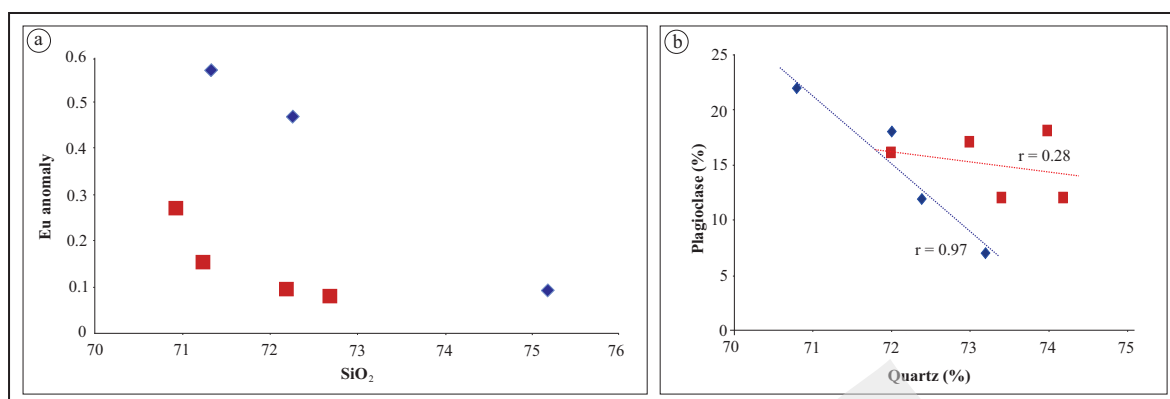 a
0.6
0.5
0.4
0.3
0.2
0.1
0
Eu anomaly
70 71 72 73 74 75 76
SiO₂
b
25
20
15
10
5
0
Plagioclase (%)
r = 0.28
r = 0.97
70 71 72 73 74 75
Quartz (%)